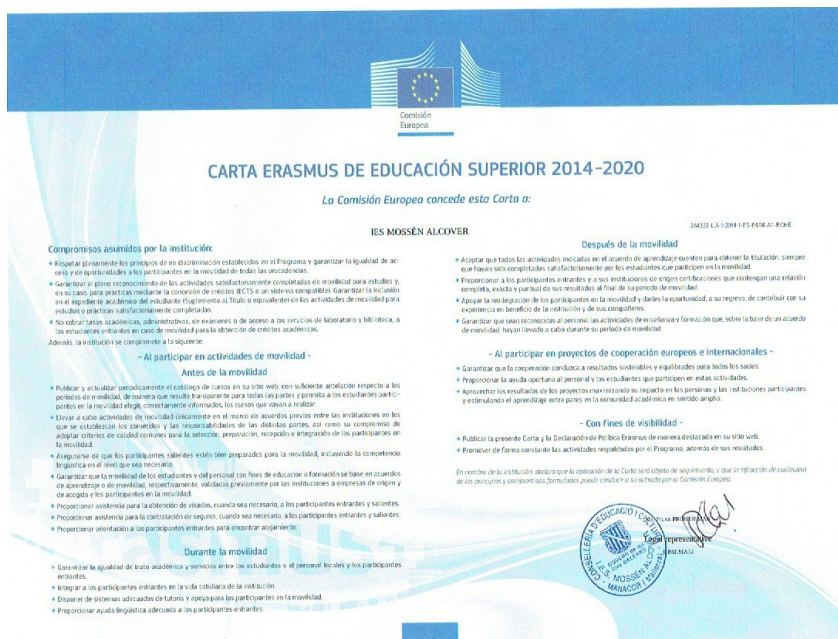 Comisión
Europea
CARTA ERASMUS DE EDUCACIÓN SUPERIOR 2014-2020
La Comisión Europea concede esta Carta a:
IES MOSSÈN ALCOVER
Compromisos asumidos por la institución:
+ Respetar plenamente los principios de no discriminación establecidos en el Programa y garantizar la igualdad de ac-
ceso y de oportunidades a los participantes en la movilidad de todas las procedencias.
+ Garantizar el pleno reconocimiento de las actividades satisfactoriamente completadas de movilidad para estudios y,
en su caso, para prácticas mediante la concesión de créditos (ECTS o un sistema compatible). Garantizar la inclusión
en el expediente académico del estudiante (Suplemento al Título o equivalente) de las actividades de movilidad para
estudios o prácticas satisfactoriamente completadas.
+ No cobrar tasas académicas, administrativas, de exámenes o de acceso a los servicios de laboratorio y biblioteca, a
los estudiantes entrantes en caso de movilidad para la obtención de créditos académicos.
Además, la institución se compromete a lo siguiente:
- Al participar en actividades de movilidad -
Antes de la movilidad
+ Publicar y actualizar periódicamente el catálogo de cursos en su sitio web, con suficiente antelación respecto a los
períodos de movilidad, de manera que resulte transparente para todas las partes y permita a los estudiantes partici-
pantes en la movilidad elegir, correctamente informados, los cursos que vayan a realizar.
+ Llevar a cabo actividades de movilidad únicamente en el marco de acuerdos previos entre las instituciones en los
que se establezcan los cometidos y las responsabilidades de las distintas partes, así como su compromiso de
adoptar criterios de calidad comunes para la selección, preparación, recepción e integración de los participantes en
la movilidad.
+ Asegurarse de que los participantes salientes estén bien preparados para la movilidad, incluyendo la competencia
lingüística en el nivel que sea necesario.
+ Garantizar que la movilidad de los estudiantes y del personal con fines de educación o formación se base en acuerdos
de aprendizaje o de movilidad, respectivamente, validados previamente por las instituciones o empresas de origen y
de acogida y los participantes en la movilidad.
+ Proporcionar asistencia para la obtención de visados, cuando sea necesario, a los participantes entrantes y salientes.
+ Proporcionar asistencia para la contratación de seguros, cuando sea necesario, a los participantes entrantes y salientes.
+ Proporcionar orientación a los participantes entrantes para encontrar alojamiento.
Durante la movilidad
+ Garantizar la igualdad de trato académico y servicios entre los estudiantes y el personal locales y los participantes
entrantes.
+ Integrar a los participantes entrantes en la vida cotidiana de la institución.
+ Disponer de sistemas adecuados de tutoría y apoyo para los participantes en la movilidad.
+ Proporcionar ayuda lingüística adecuada a los participantes entrantes.
Después de la movilidad
+ Aceptar que todas las actividades indicadas en el acuerdo de aprendizaje cuenten para obtener la titulación, siempre
que hayan sido completadas satisfactoriamente por los estudiantes que participen en la movilidad.
+ Proporcionar a los participantes entrantes y a sus instituciones de origen certificaciones que contengan una relación
completa, exacta y puntual de sus resultados al final de su período de movilidad.
+ Apoyar la reintegración de los participantes en la movilidad y darles la oportunidad, a su regreso, de contribuir con su
experiencia en beneficio de la institución y de sus compañeros.
+ Garantizar que sean reconocidas al personal las actividades de enseñanza y formación que, sobre la base de un acuerdo
de movilidad, hayan llevado a cabo durante su período de movilidad.
- Al participar en proyectos de cooperación europeos e internacionales -
+ Garantizar que la cooperación conduzca a resultados sostenibles y equilibrados para todos los socios.
+ Proporcionar la ayuda oportuna al personal y los estudiantes que participen en estas actividades.
+ Aprovechar los resultados de los proyectos maximizando su impacto en las personas y las instituciones participantes
y estimulando el aprendizaje entre pares en la comunidad académica en sentido amplio.
- Con fines de visibilidad -
+ Publicar la presente Carta y la Declaración de Política Erasmus de manera destacada en su sitio web.
+ Promover de forma constante las actividades respaldadas por el Programa, además de sus resultados.
En nombre de la institución, declaro que la aplicación de la Carta será objeto de seguimiento, y que la infracción de cualquiera
de los principios y compromisos formulados puede conducir a su retirada por la Comisión Europea.
CONSELLERIA D'EDUCACIÓ I CULTURA
I.E.S. MOSSÈN ALCOVER
MANACOR (Mallorca)
Legal representative